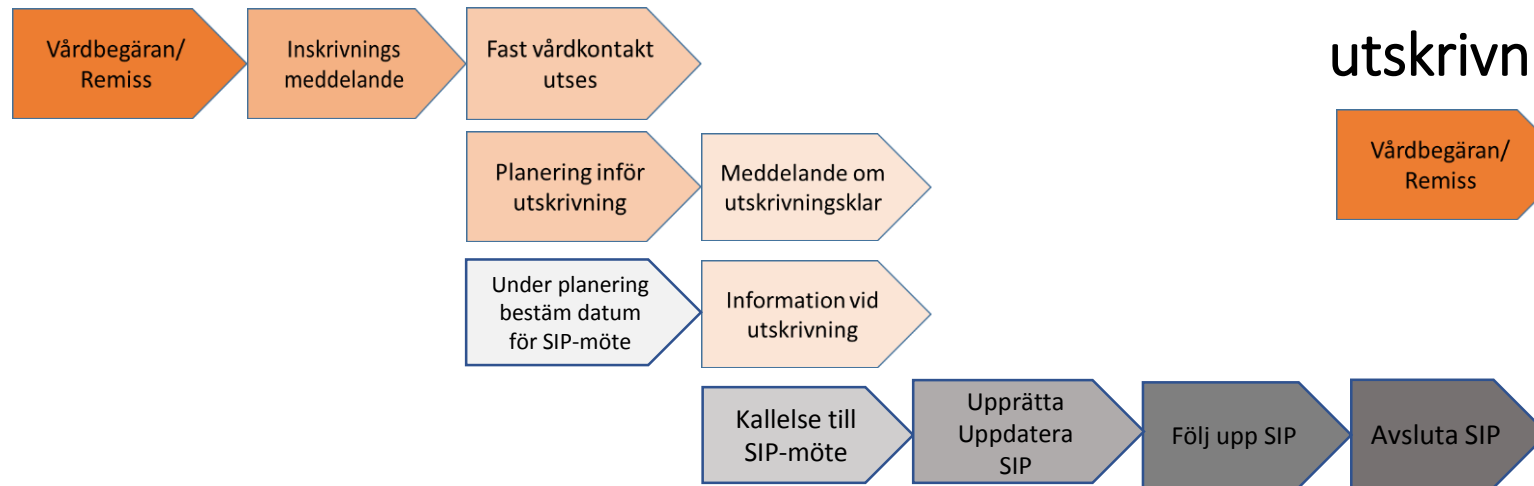 Vårdbegäran/
Remiss
Inskrivnings
meddelande
Fast vårdkontakt
utses
utskrivn
Vårdbegäran/
Remiss
Planering inför
utskrivning
Meddelande om
utskrivningsklar
Under planering
bestäm datum
för SIP-möte
Information vid
utskrivning
Kallelse till
SIP-möte
Upprätta
Uppdatera
SIP
Följ upp SIP
Avsluta SIP